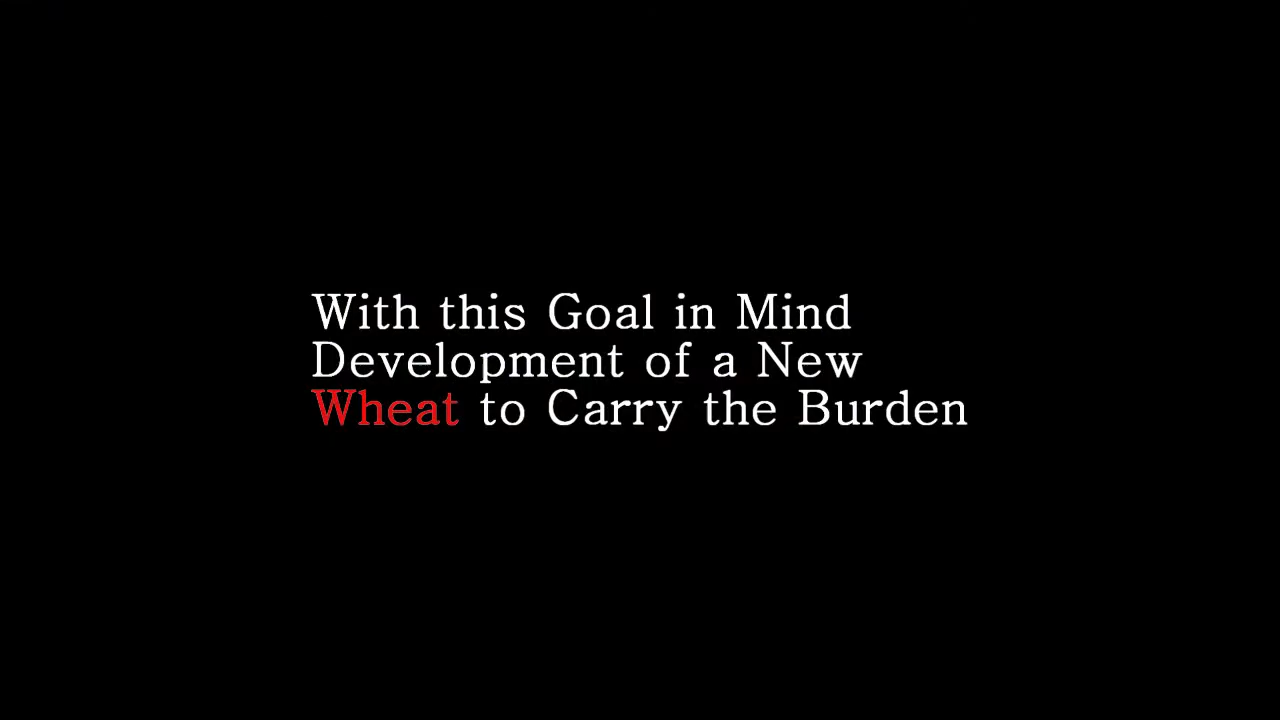 With this Goal in Mind
Development of a New
Wheat to Carry the Burden